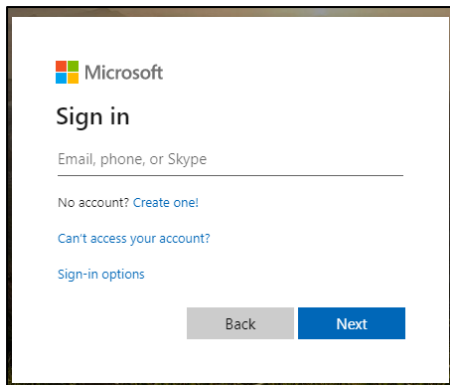 Microsoft
Sign in
Email, phone, or Skype
No account? Create one!
Can't access your account?
Sign-in options
Back Next